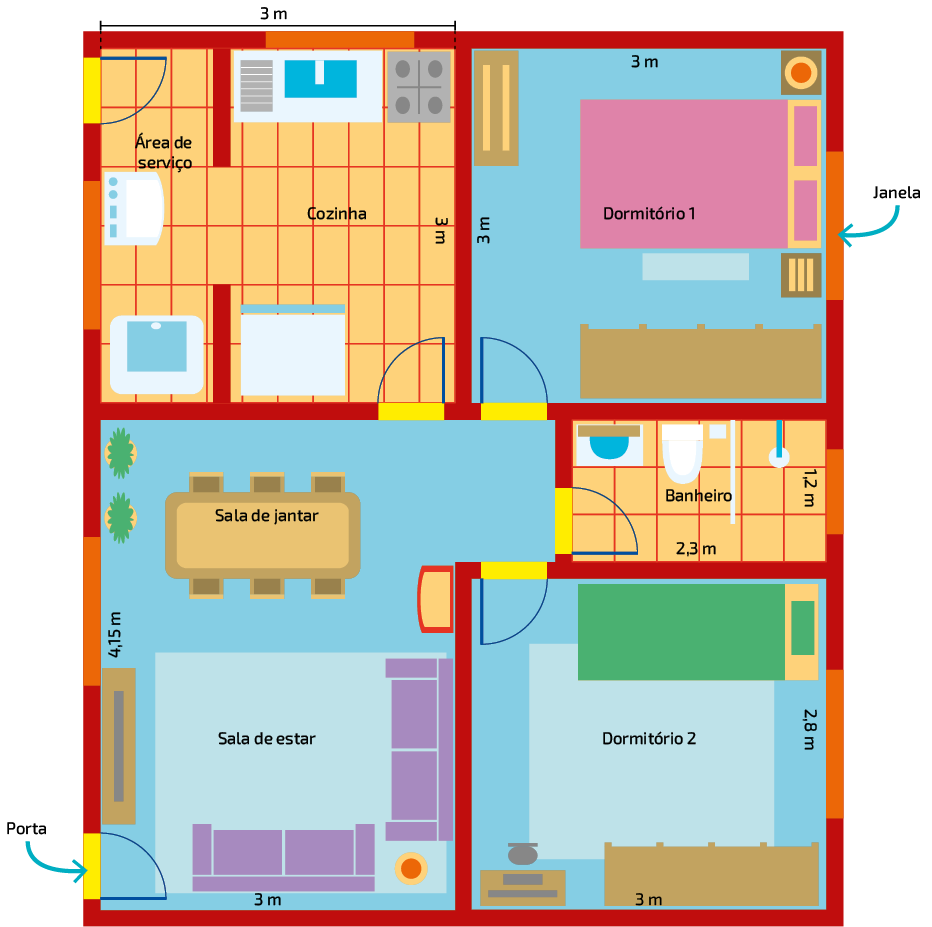 3 m
3 m
Janela
Área de
serviço
Cozinha
3 m
3 m
Dormitório 1
Sala de jantar
Banheiro
1,2 m
2,3 m
4,15 m
Sala de estar
Dormitório 2
2,8 m
Porta
3 m
3 m